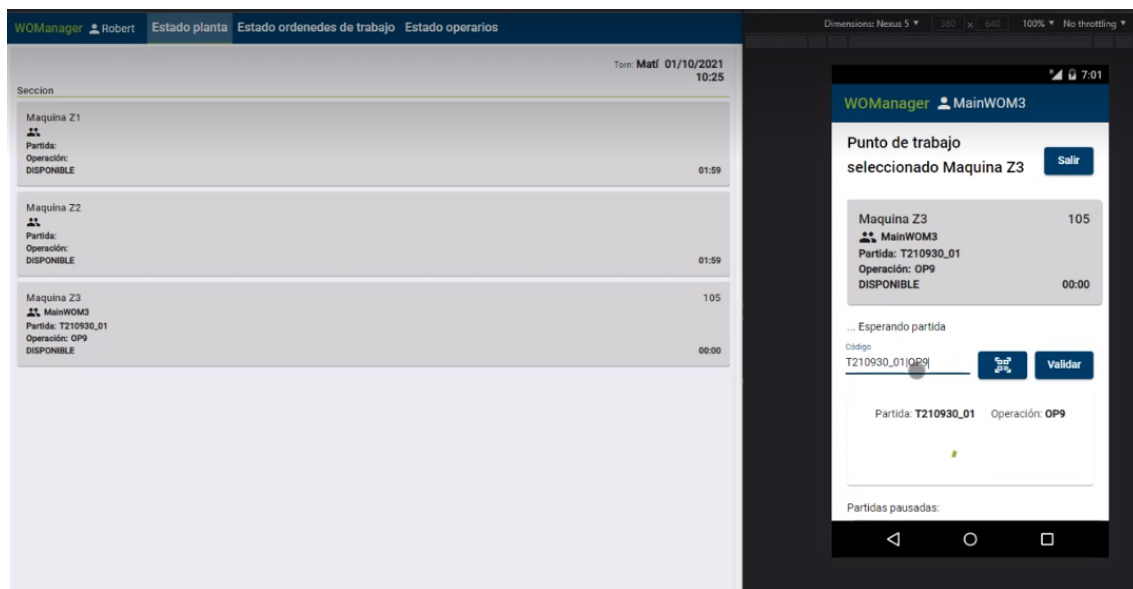 WOManager Robert Estado planta Estado ordenedes de trabajo Estado operarios
Torn: Matí 01/10/2021
10:25
Seccion
Maquina Z1
Partida:
Operación:
DISPONIBLE 01:59
Maquina Z2
Partida:
Operación:
DISPONIBLE 01:59
Maquina Z3 105
MainWOM3
Partida: T210930_01
Operación: OP9
DISPONIBLE 00:00
Dimensions: Nexus 5 ▼ 360 x 640 100% ▼ No throttling ▼
7:01
WOManager MainWOM3
Punto de trabajo
seleccionado Maquina Z3 Salir
Maquina Z3 105
MainWOM3
Partida: T210930_01
Operación: OP9
DISPONIBLE 00:00
... Esperando partida
Código
T210930_01|OP9 Validar
Partida: T210930_01 Operación: OP9
Partidas pausadas: